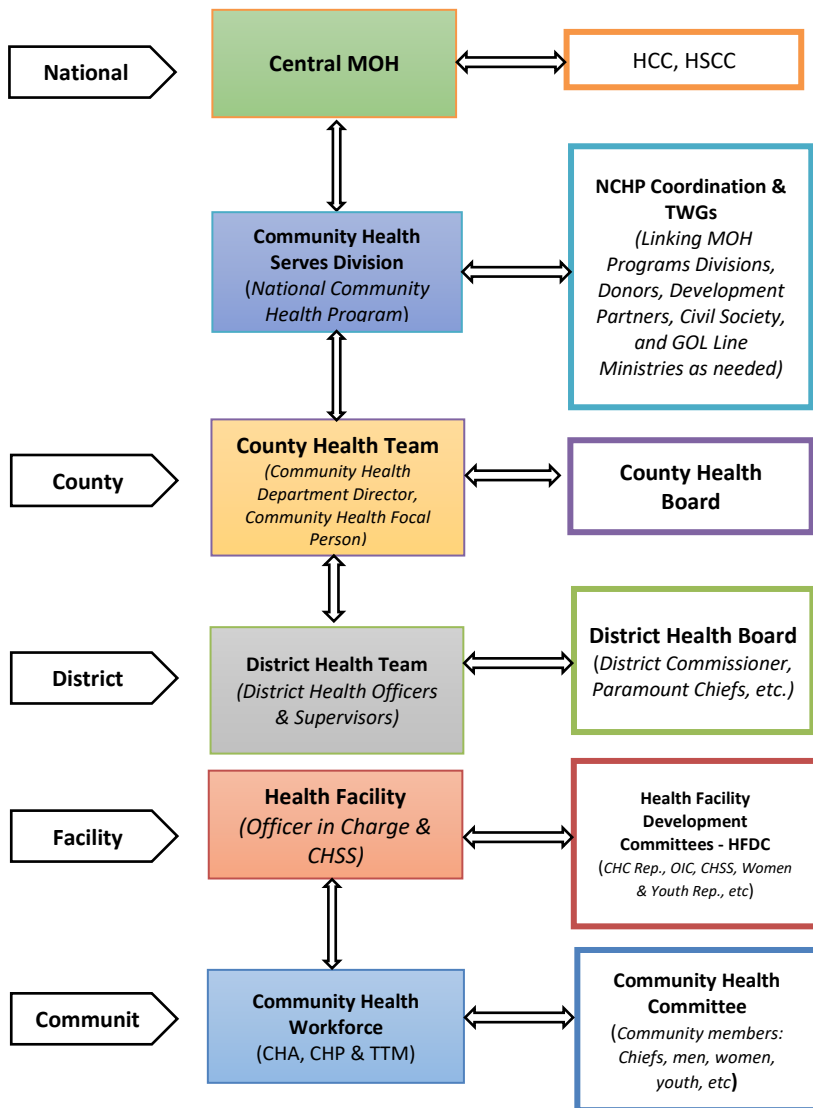 National
Central MOH
HCC, HSCC
Community Health
Serves Division
(National Community
Health Program)
NCHP Coordination &
TWGs
(Linking MOH
Programs Divisions,
Donors, Development
Partners, Civil Society,
and GOL Line
Ministries as needed)
County
County Health Team
(Community Health
Department Director,
Community Health Focal
Person)
County Health
Board
District
District Health Team
(District Health Officers
& Supervisors)
District Health Board
(District Commissioner,
Paramount Chiefs, etc.)
Facility
Health Facility
(Officer in Charge &
CHSS)
Health Facility
Development
Committees - HFDC
(CHC Rep., OIC, CHSS, Women
& Youth Rep., etc)
Communit
Community Health
Workforce
(CHA, CHP & TTM)
Community Health
Committee
(Community members:
Chiefs, men, women,
youth, etc)